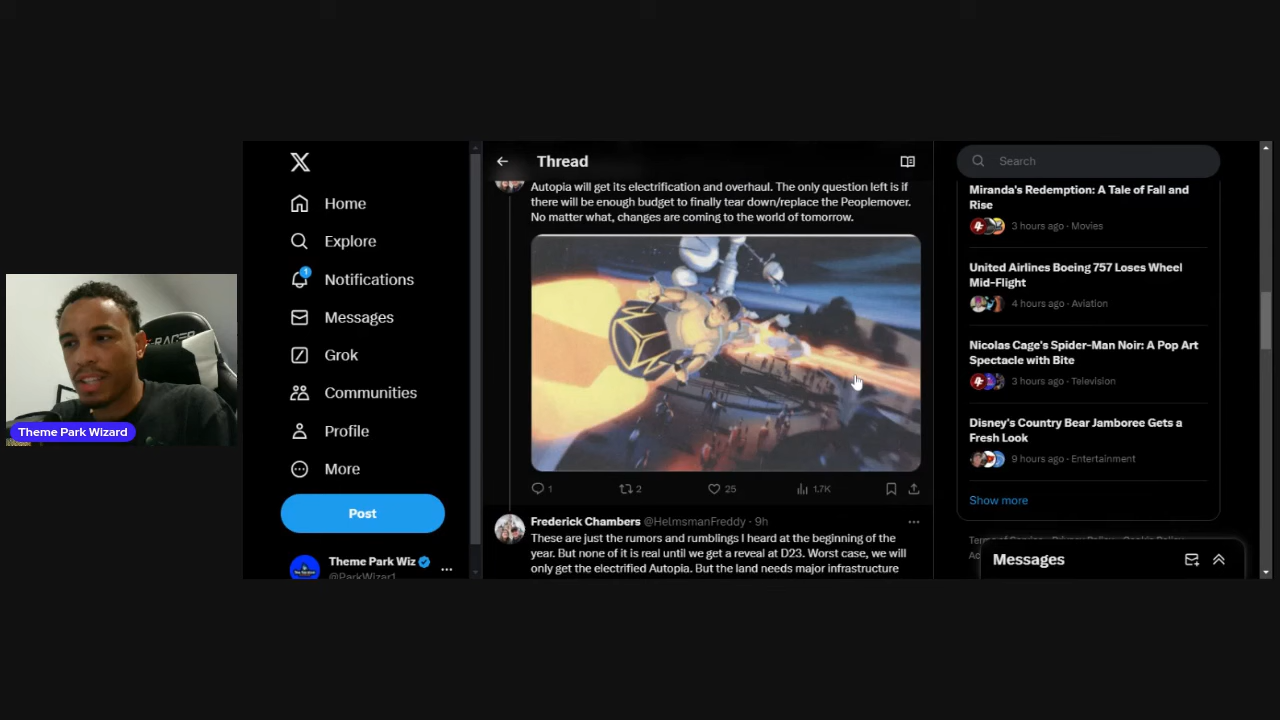 Thread
Search
Home
Explore
1
Notifications
Messages
Grok
Communities
Profile
More
Post
Theme Park Wiz
@ParkWizar1
Autopia will get its electrification and overhaul. The only question left is if
there will be enough budget to finally tear down/replace the Peoplemover.
No matter what, changes are coming to the world of tomorrow.
1
2
25
1.7K
Frederick Chambers @HelmsmanFreddy · 9h
These are just the rumors and rumblings I heard at the beginning of the
year. But none of it is real until we get a reveal at D23. Worst case, we will
only get the electrified Autopia. But the land needs major infrastructure
Miranda's Redemption: A Tale of Fall and
Rise
3 hours ago · Movies
United Airlines Boeing 757 Loses Wheel
Mid-Flight
4 hours ago · Aviation
Nicolas Cage's Spider-Man Noir: A Pop Art
Spectacle with Bite
3 hours ago · Television
Disney's Country Bear Jamboree Gets a
Fresh Look
9 hours ago · Entertainment
Show more
Messages
Theme Park Wizard